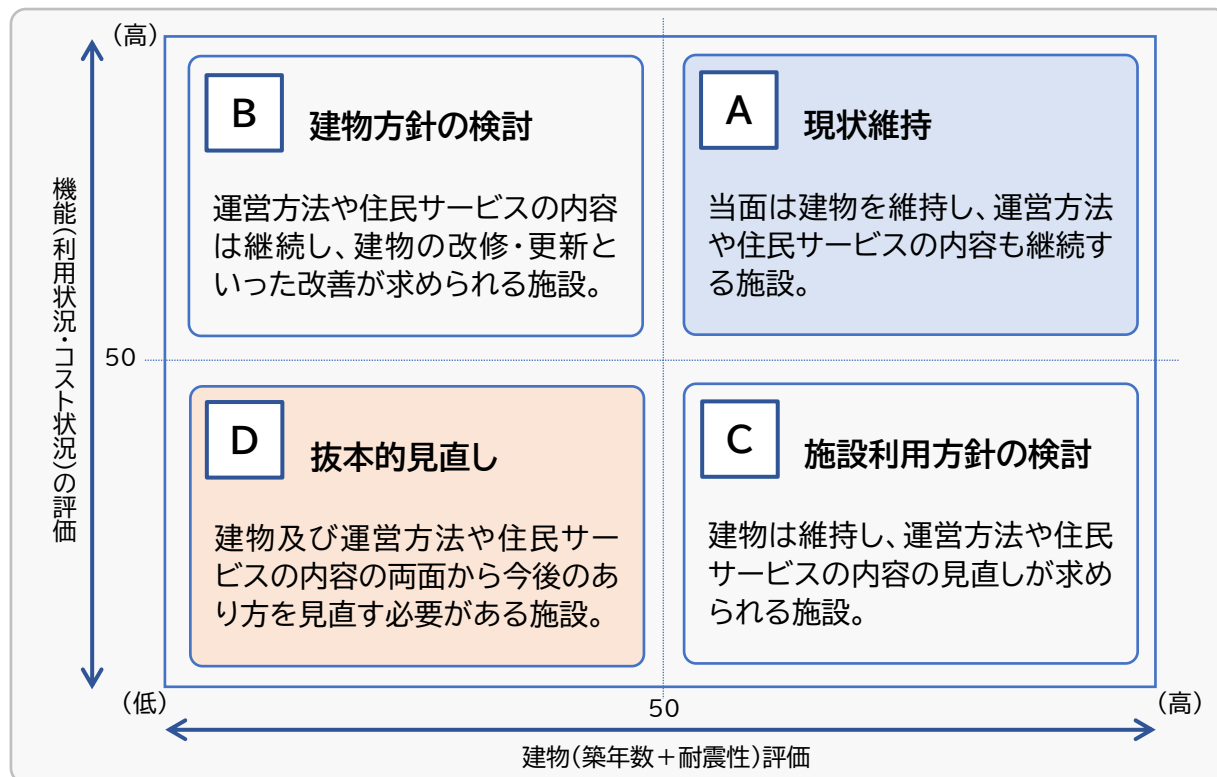 (高)
B
建物方針の検討
運営方法や住民サービスの内容
は継続し、建物の改修・更新と
いった改善が求められる施設。
A
現状維持
当面は建物を維持し、運営方法
や住民サービスの内容も継続す
る施設。
機能(利用状況・コスト状況)の評価
50
D
抜本的見直し
建物及び運営方法や住民サー
ビスの内容の両面から今後のあ
り方を見直す必要がある施設。
C
施設利用方針の検討
建物は維持し、運営方法や住民
サービスの内容の見直しが求め
られる施設。
(低)
50
(高)
建物(築年数+耐震性)評価